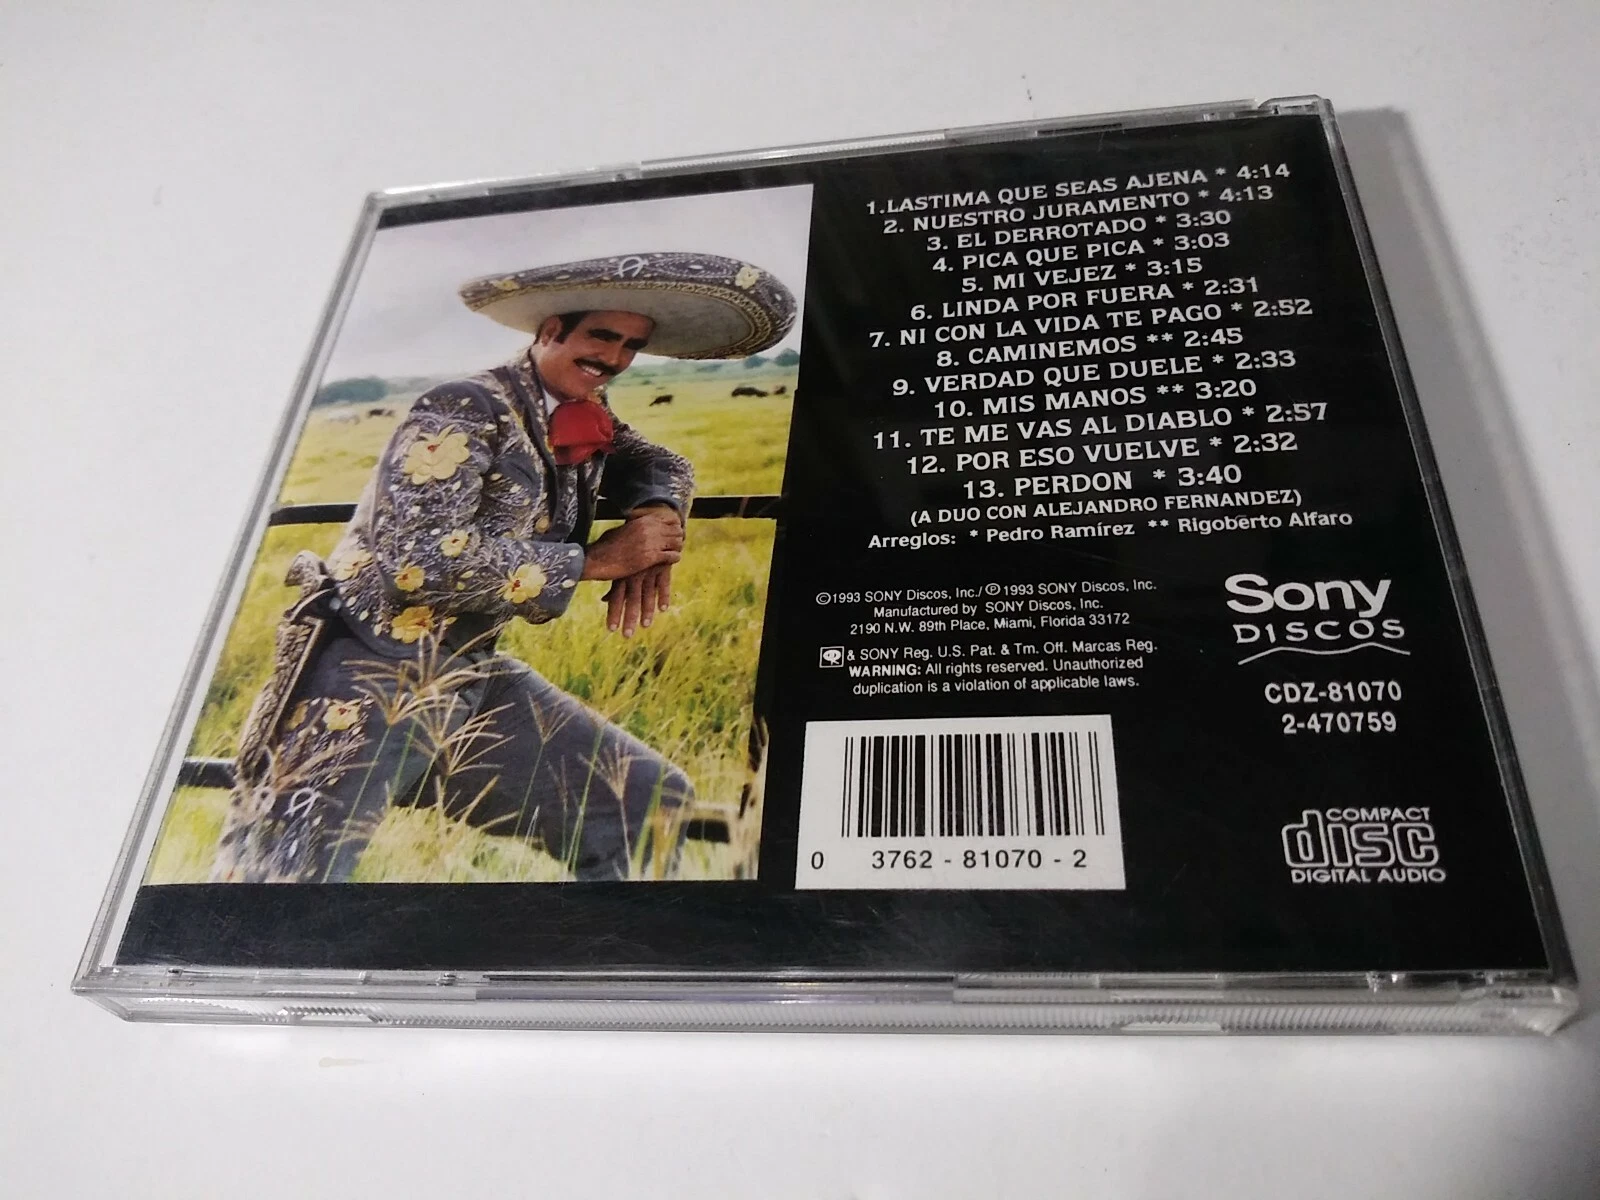 1.LASTIMA QUE SEAS AJENA * 4:14
2. NUESTRO JURAMENTO * 4:13
3. EL DERROTADO * 3:30
4. PICA QUE PICA * 3:03
5. MI VEJEZ * 3:15
6. LINDA POR FUERA * 2:31
7. NI CON LA VIDA TE PAGO * 2:52
8. CAMINEMOS ** 2:45
9. VERDAD QUE DUELE * 2:33
10. MIS MANOS ** 3:20
11. TE ME VAS AL DIABLO * 2:57
12. POR ESO VUELVE * 2:32
13. PERDON * 3:40
(A DUO CON ALEJANDRO FERNANDEZ)
Arreglos: * Pedro Ramírez ** Rigoberto Alfaro
©1993 SONY Discos, Inc./ ℗ 1993 SONY Discos, Inc.
Manufactured by SONY Discos, Inc.
2190 N.W. 89th Place, Miami, Florida 33172
& SONY Reg. U.S. Pat. & Tm. Off. Marcas Reg.
WARNING: All rights reserved. Unauthorized
duplication is a violation of applicable laws.
Sony
DISCOS
CDZ-81070
2-470759
0 3762 - 81070 - 2
COMPACT
disc
DIGITAL AUDIO